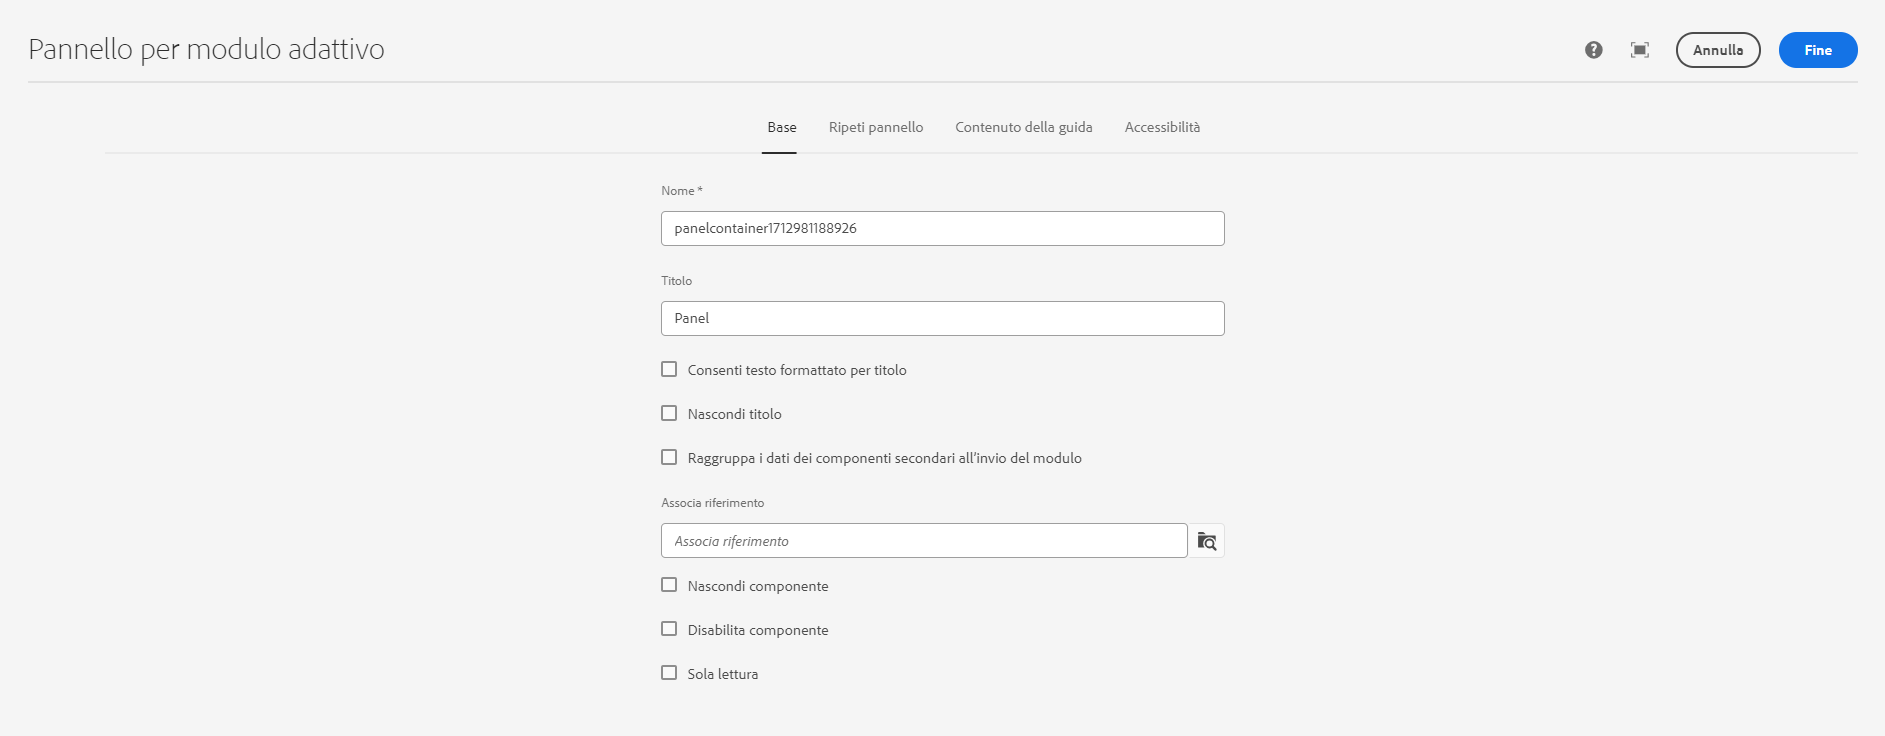 Pannello per modulo adattivo
Annulla
Fine
Base
Ripeti pannello
Contenuto della guida
Accessibilità
Nome *
panelcontainer1712981188926
Titolo
Panel
Consenti testo formattato per titolo
Nascondi titolo
Raggruppa i dati dei componenti secondari all’invio del modulo
Associa riferimento
Associa riferimento
Nascondi componente
Disabilita componente
Sola lettura